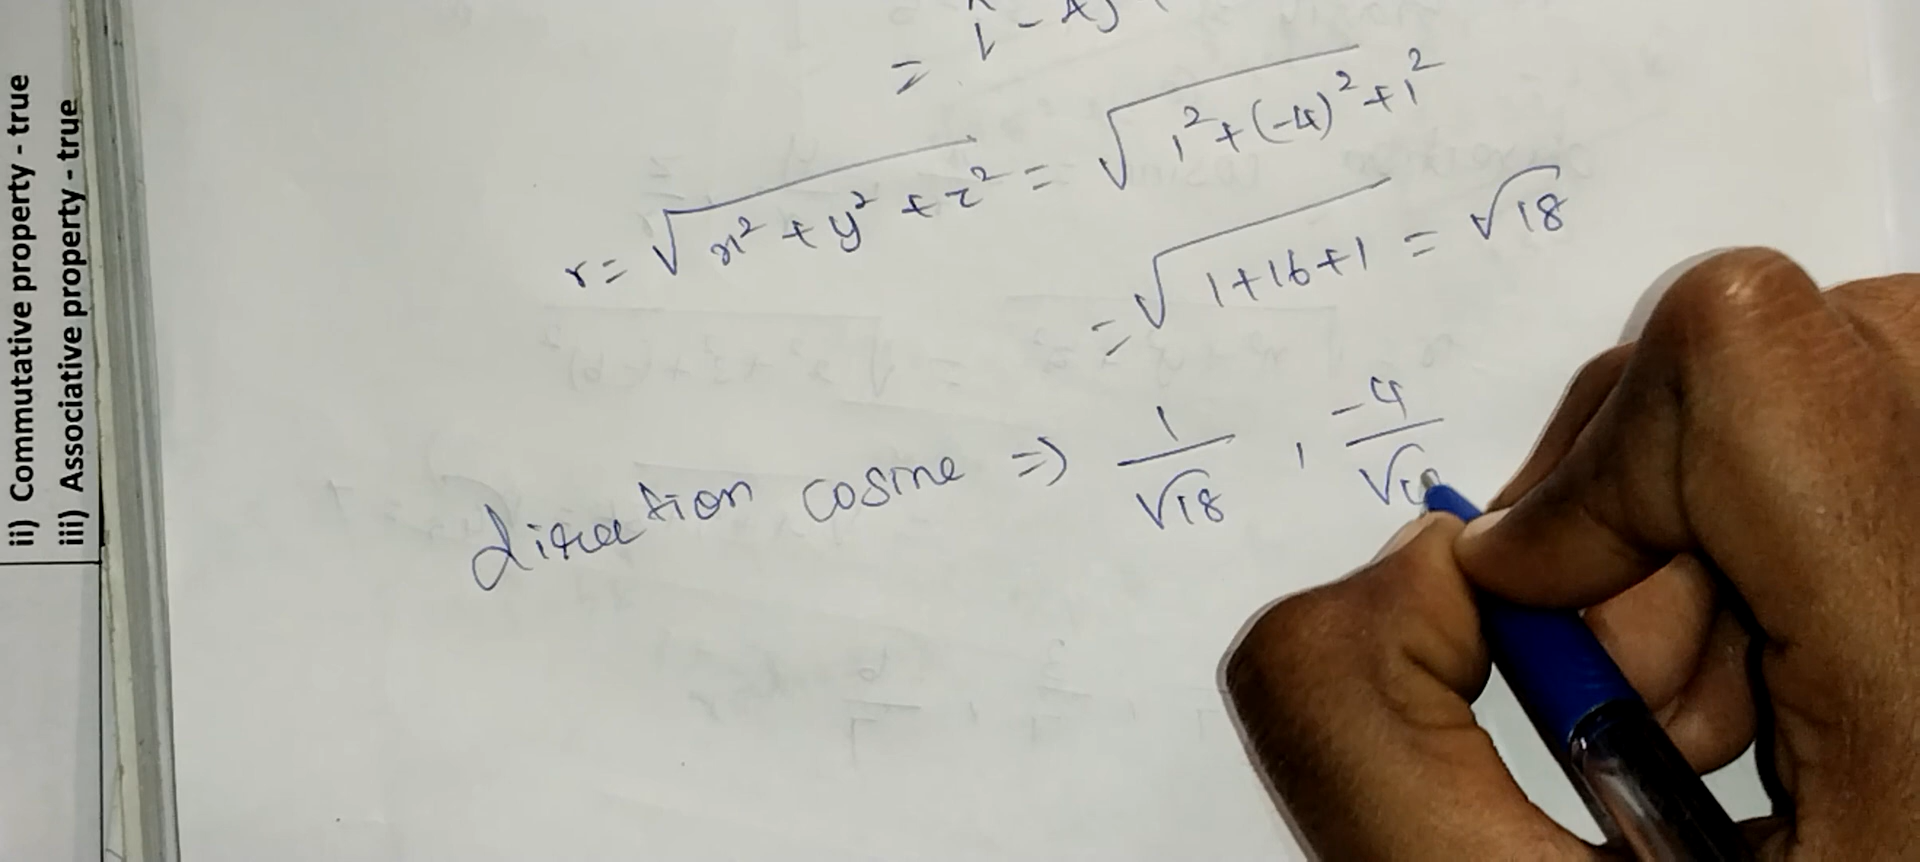 ii) Commutative property - true
iii) Associative property - true
r = √x² + y² + z² = √1² + (-4)² + 1²
= √1+16+1 = √18
direction cosine ⇒ 1/√18 , -4/√18